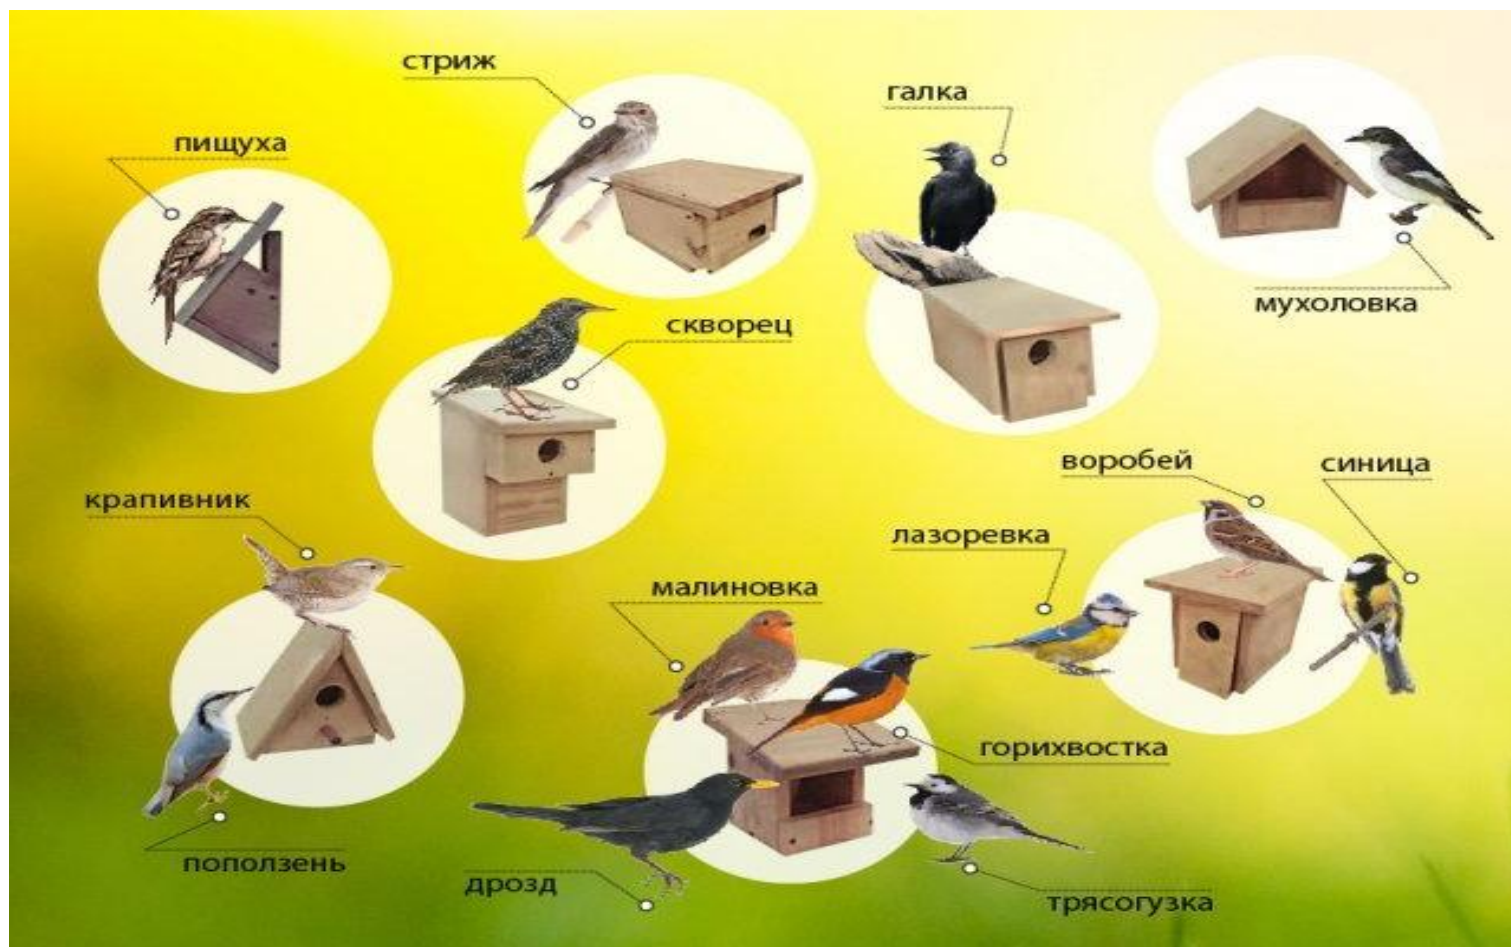 стриж
галка
пищуха
мухоловка
скворец
воробей
синица
крапивник
лазоревка
малиновка
горихвостка
поползень
дрозд
трясогузка